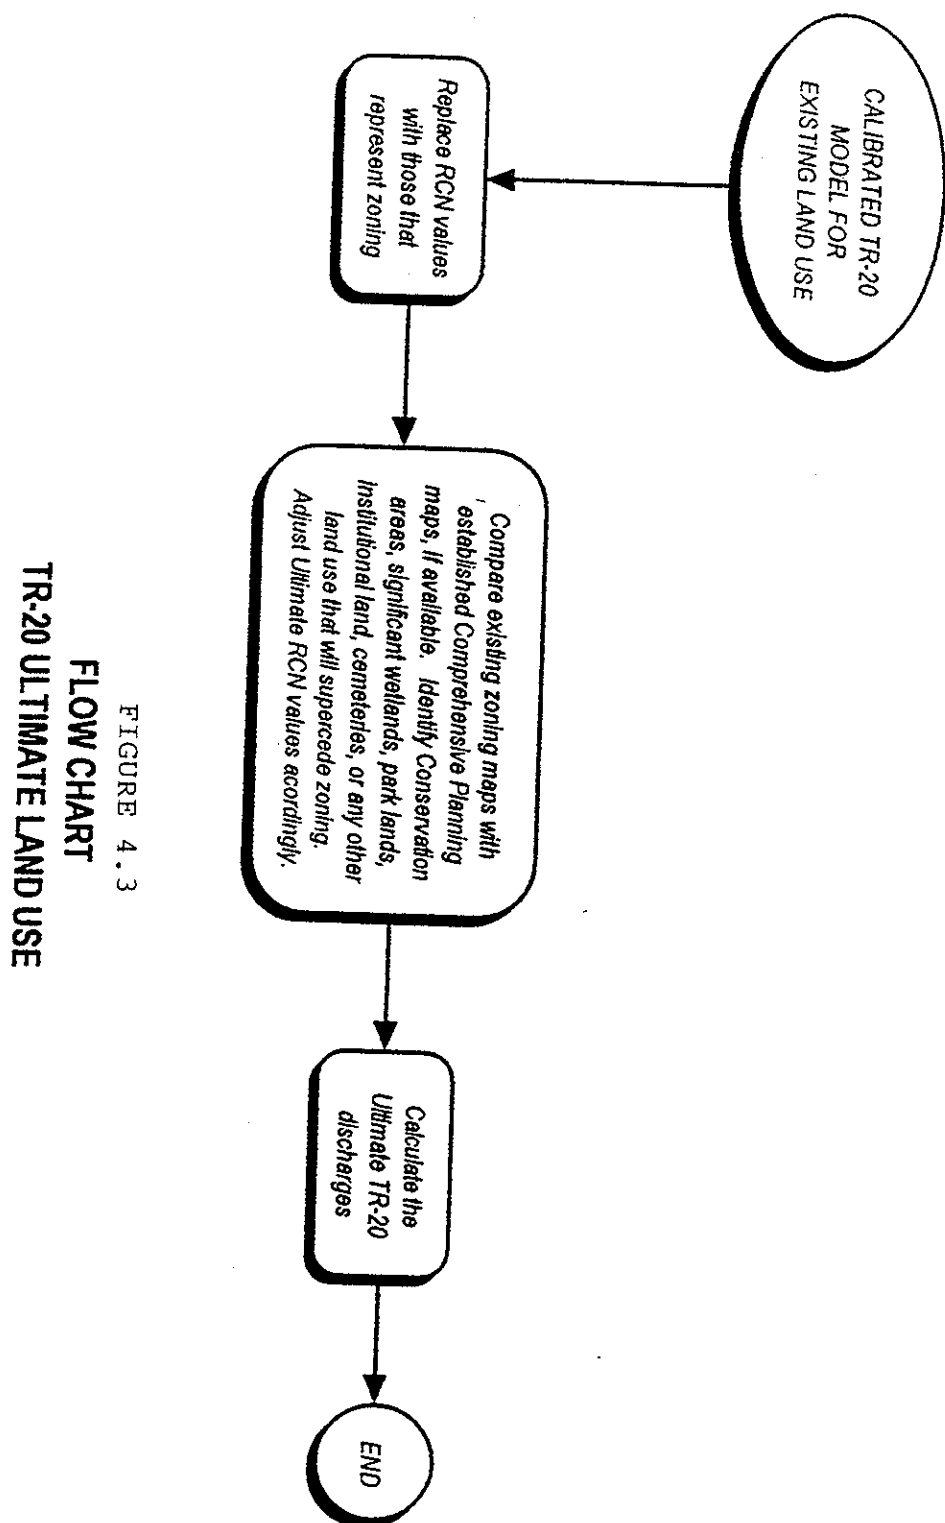 CALIBRATED TR-20
MODEL FOR
EXISTING LAND USE
Replace RCN values
with those that
represent zoning
Compare existing zoning maps with
established Comprehensive Planning
maps, if available. Identify Conservation
areas, significant wetlands, park lands,
institutional land, cemeteries, or any other
land use that will supercede zoning.
Adjust Ultimate RCN values acordingly.
Calculate the
Ultimate TR-20
discharges
END
FIGURE 4.3
FLOW CHART
TR-20 ULTIMATE LAND USE